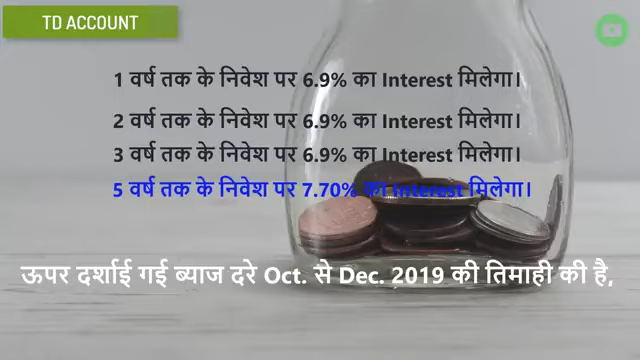 TD ACCOUNT
1 वर्ष तक के निवेश पर 6.9% का Interest मिलेगा।
2 वर्ष तक के निवेश पर 6.9% का Interest मिलेगा।
3 वर्ष तक के निवेश पर 6.9% का Interest मिलेगा।
5 वर्ष तक के निवेश पर 7.70% का Interest मिलेगा।
ऊपर दर्शाई गई ब्याज दरे Oct. से Dec. 2019 की तिमाही की है,